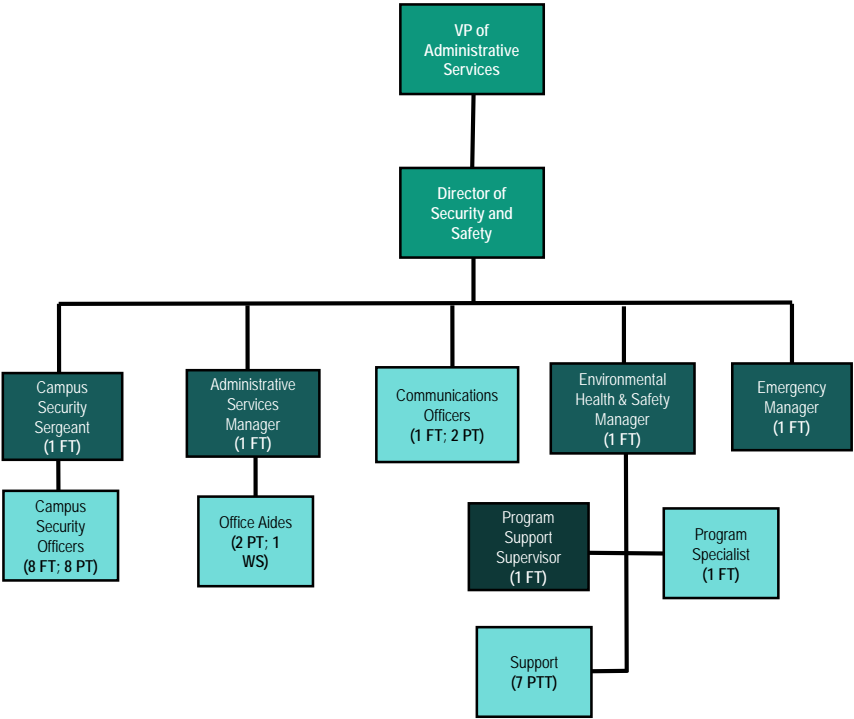 VP of
Administrative
Services
Director of
Security and
Safety
Campus
Security
Sergeant
(1 FT)
Administrative
Services
Manager
(1 FT)
Communications
Officers
(1 FT; 2 PT)
Environmental
Health & Safety
Manager
(1 FT)
Emergency
Manager
(1 FT)
Campus
Security
Officers
(8 FT; 8 PT)
Office Aides
(2 PT; 1
WS)
Program
Support
Supervisor
(1 FT)
Program
Specialist
(1 FT)
Support
(7 PTT)